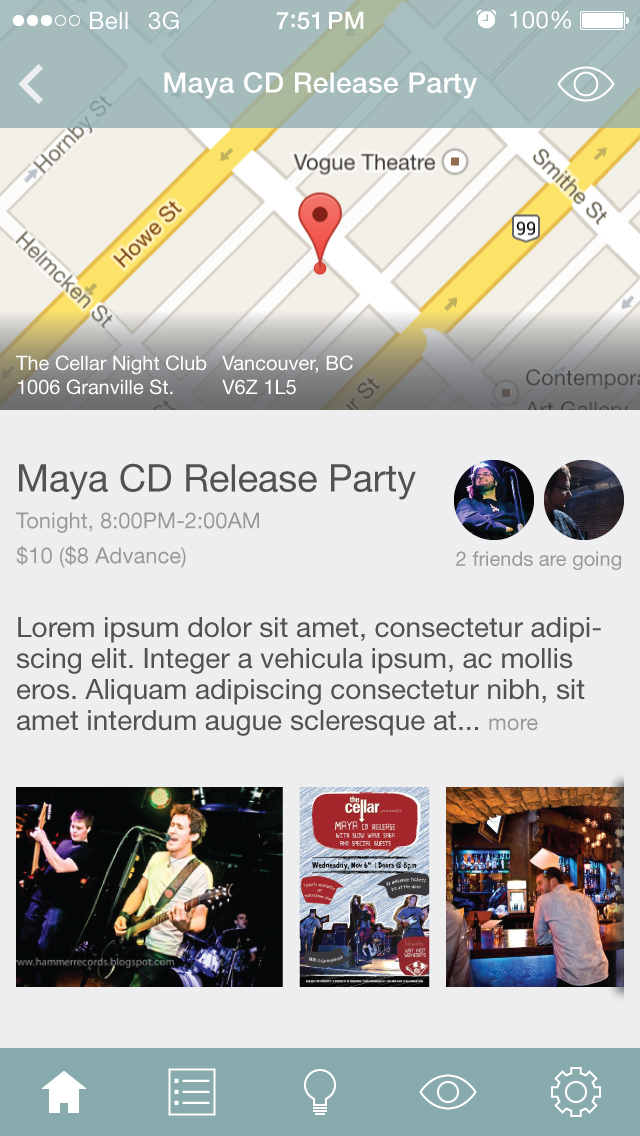 Bell 3G 7:51 PM 100%
Maya CD Release Party
Hornby St
Vogue Theatre
Smithe St
Howe St
99
Helmcken St
The Cellar Night Club Vancouver, BC
1006 Granville St. V6Z 1L5
ur St
Contempora
Art Gallery
Maya CD Release Party
Tonight, 8:00PM-2:00AM
$10 ($8 Advance)
2 friends are going
Lorem ipsum dolor sit amet, consectetur adipi-
scing elit. Integer a vehicula ipsum, ac mollis
eros. Aliquam adipiscing consectetur nibh, sit
amet interdum augue scleresque at... more
the
cellar
MAYA CD RELEASE
WITH SLOW WAVE
AND SPECIAL GUESTS
Wednesday, Nov 6th | Doors @ 8pm
www.hammerrecords.blogspot.com